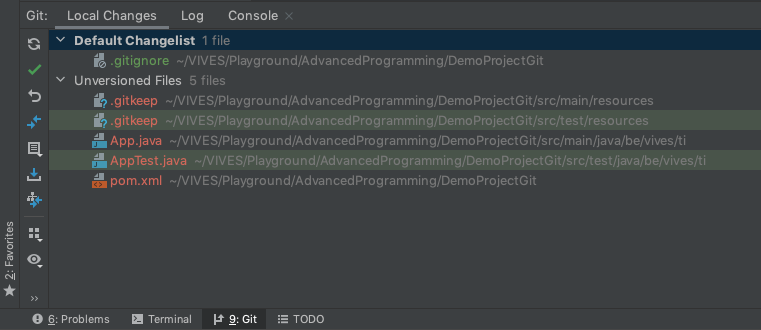 Git: Local Changes Log Console
Default Changelist 1 file
.gitignore ~/VIVES/Playground/AdvancedProgramming/DemoProjectGit
Unversioned Files 5 files
.gitkeep ~/VIVES/Playground/AdvancedProgramming/DemoProjectGit/src/main/resources
.gitkeep ~/VIVES/Playground/AdvancedProgramming/DemoProjectGit/src/test/resources
App.java ~/VIVES/Playground/AdvancedProgramming/DemoProjectGit/src/main/java/be/vives/ti
AppTest.java ~/VIVES/Playground/AdvancedProgramming/DemoProjectGit/src/test/java/be/vives/ti
pom.xml ~/VIVES/Playground/AdvancedProgramming/DemoProjectGit
2: Favorites
6: Problems Terminal 9: Git TODO